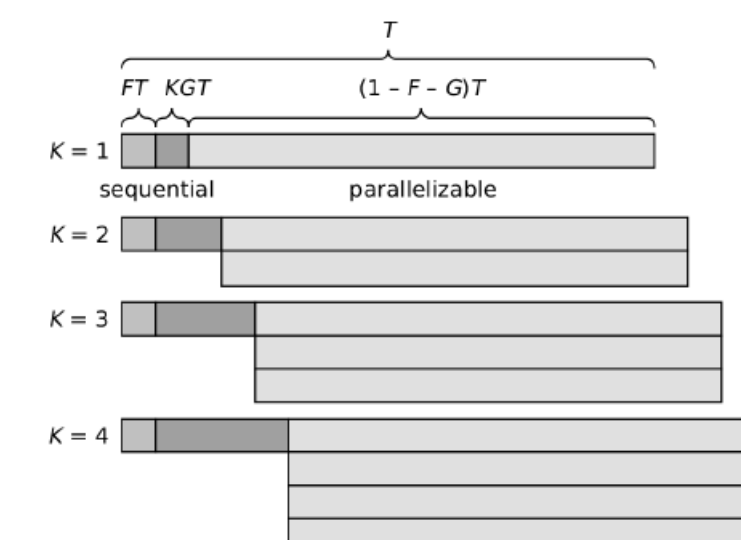 T
FT KGT (1 – F – G)T
K = 1
sequential parallelizable
K = 2
K = 3
K = 4